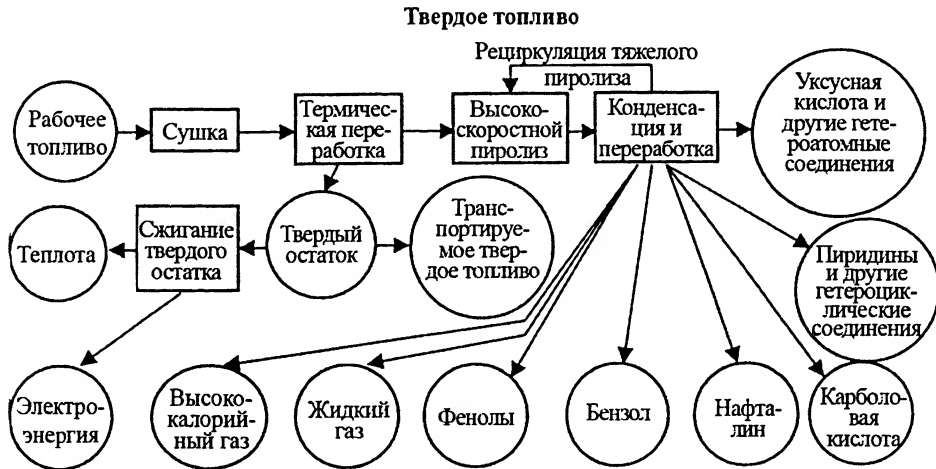 Твердое топливо
Рециркуляция тяжелого
пиролиза
Рабочее
топливо
Сушка
Термичес-
кая пере-
работка
Высоко-
скоростной
пиролиз
Конденса-
ция и
переработка
Уксусная
кислота и
другие гете-
роатомные
соединения
Теплота
Сжигание
твердого
остатка
Твердый
остаток
Транс-
портируе-
мое твер-
дое топливо
Пиридины
и другие
гетероцик-
лические
соединения
Электро-
энергия
Высоко-
калорий-
ный газ
Жидкий
газ
Фенолы
Бензол
Нафта-
лин
Карболо-
вая
кислота